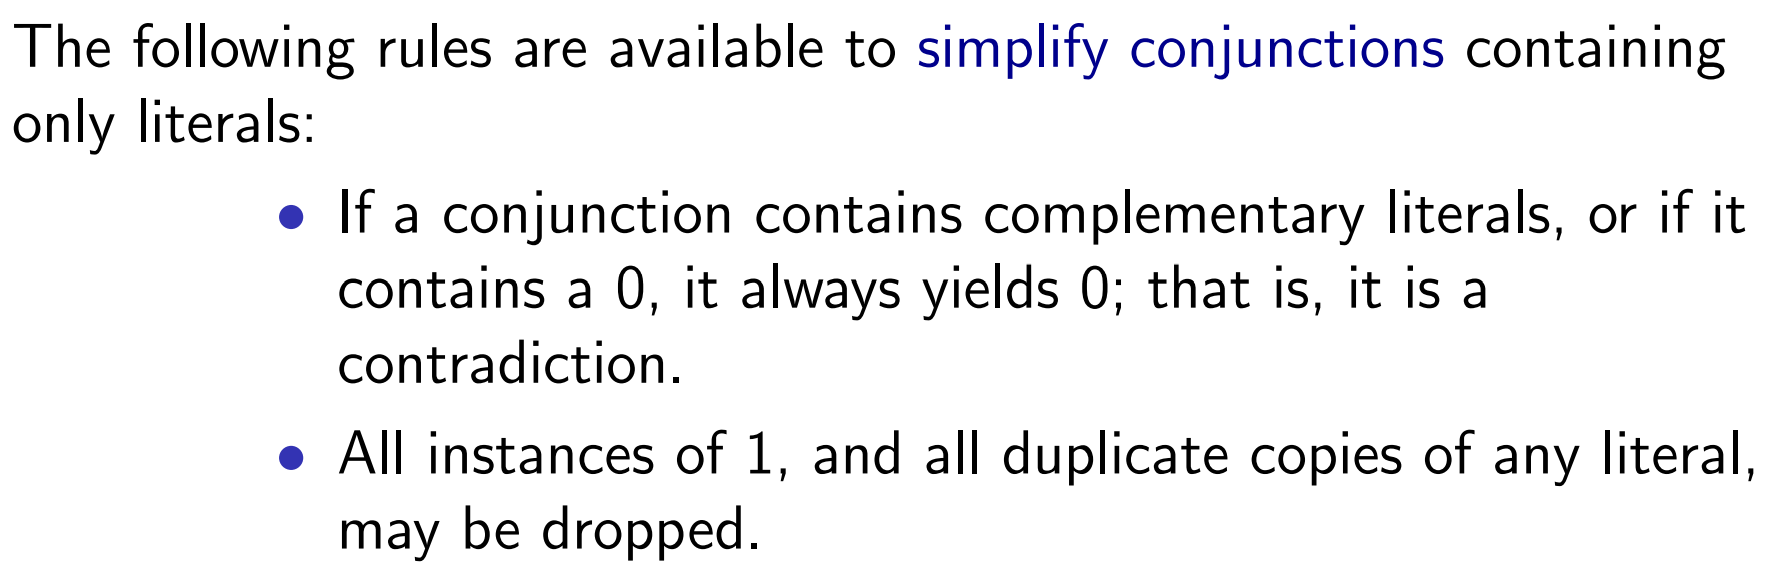 The following rules are available to simplify conjunctions containing
only literals:
• If a conjunction contains complementary literals, or if it
contains a 0, it always yields 0; that is, it is a
contradiction.
• All instances of 1, and all duplicate copies of any literal,
may be dropped.